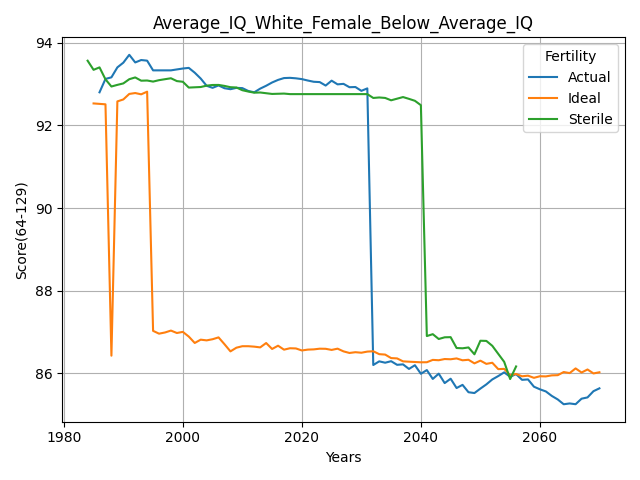 Average_IQ_White_Female_Below_Average_IQ
Score(64-129)
94
92
90
88
86
1980
2000
2020
2040
2060
Years
Fertility
Actual
Ideal
Sterile